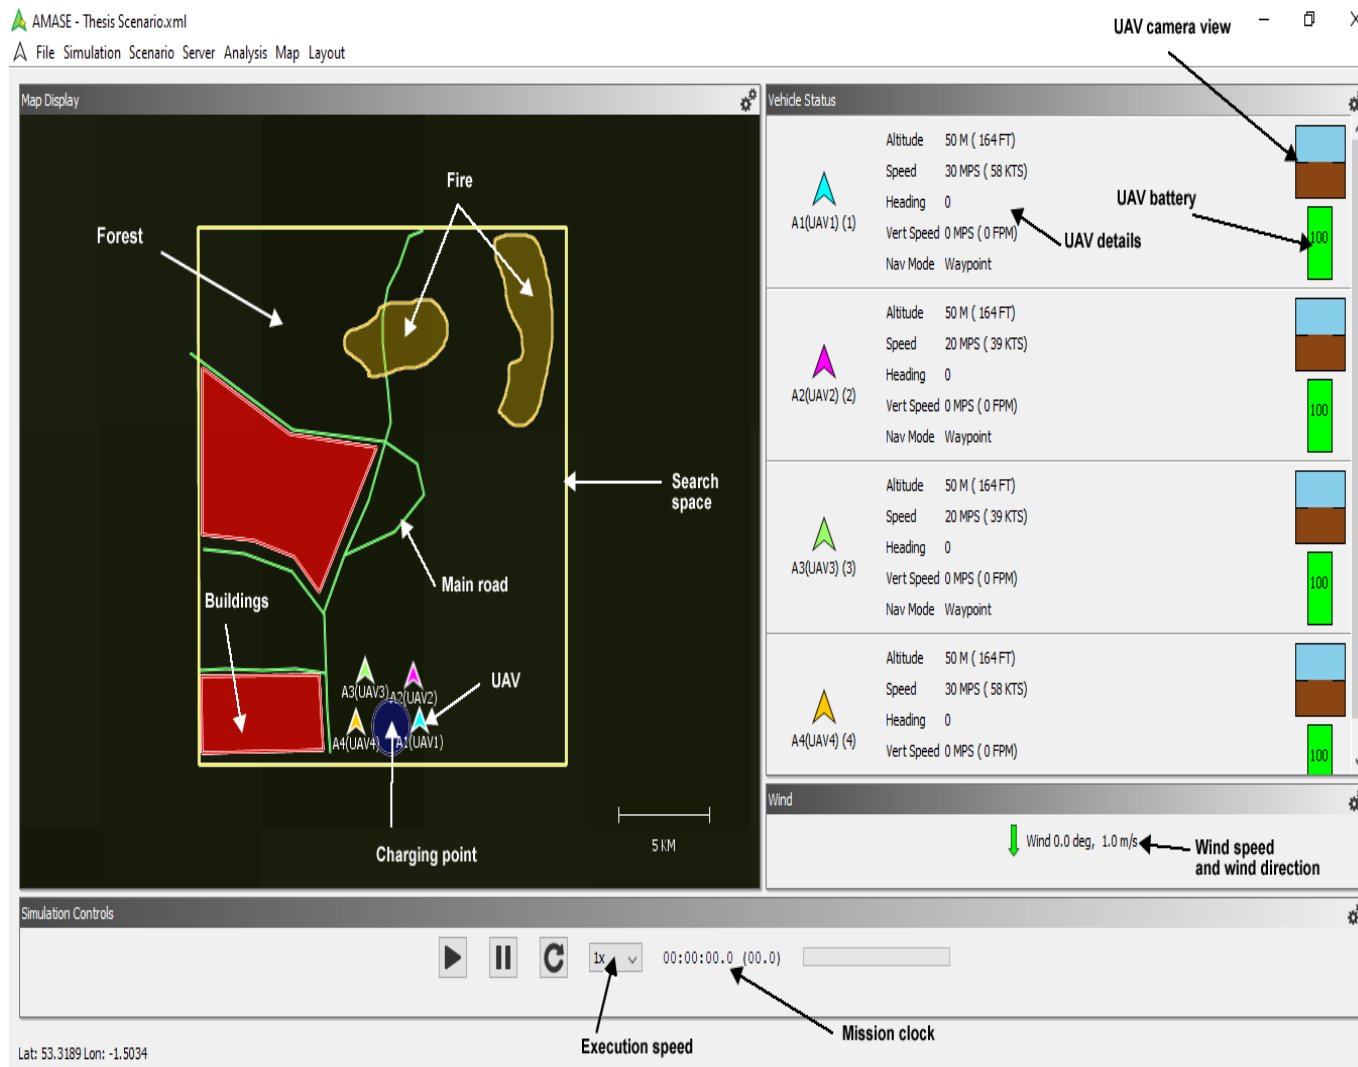 AMASE - Thesis Scenario.xml
UAV camera view
File Simulation Scenario Server Analysis Map Layout
Map Display
Fire
Forest
Search
space
Main road
Buildings
UAV
A3(UAV3)
A2(UAV2)
A4(UAV4)
A1(UAV1)
Charging point
5 KM
Vehicle Status
A1(UAV1) (1)
Altitude 50 M ( 164 FT)
Speed 30 MPS ( 58 KTS)
Heading 0
Vert Speed 0 MPS ( 0 FPM)
Nav Mode Waypoint
UAV battery
UAV details
100
A2(UAV2) (2)
Altitude 50 M ( 164 FT)
Speed 20 MPS ( 39 KTS)
Heading 0
Vert Speed 0 MPS ( 0 FPM)
Nav Mode Waypoint
100
A3(UAV3) (3)
Altitude 50 M ( 164 FT)
Speed 20 MPS ( 39 KTS)
Heading 0
Vert Speed 0 MPS ( 0 FPM)
Nav Mode Waypoint
100
A4(UAV4) (4)
Altitude 50 M ( 164 FT)
Speed 30 MPS ( 58 KTS)
Heading 0
Vert Speed 0 MPS ( 0 FPM)
100
Wind
Wind 0.0 deg, 1.0 m/s
Wind speed
and wind direction
Simulation Controls
1x
00:00:00.0 (00.0)
Execution speed
Mission clock
Lat: 53.3189 Lon: -1.5034